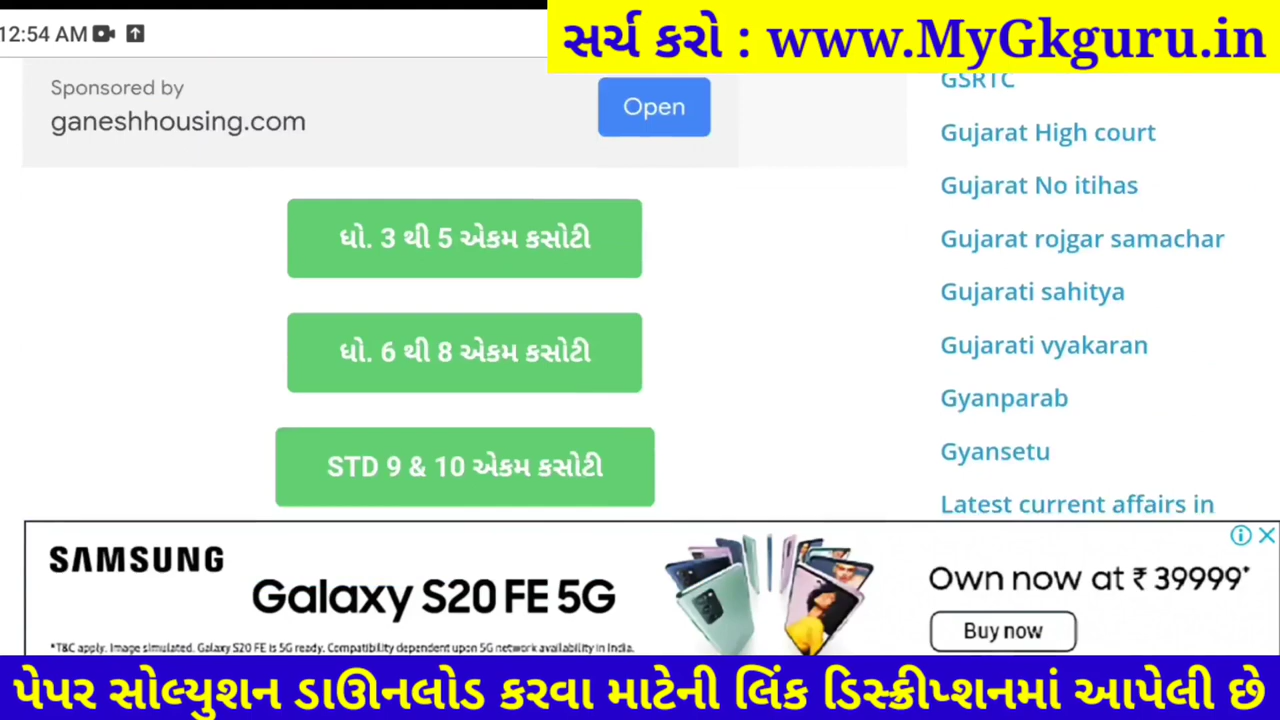 12:54 AM
સર્ચ કરો : www.MyGkguru.in
Sponsored by
ganeshhousing.com
Open
ધો. 3 થી 5 એકમ કસોટી
ધો. 6 થી 8 એકમ કસોટી
STD 9 & 10 એકમ કસોટી
GSRTC
Gujarat High court
Gujarat No itihas
Gujarat rojgar samachar
Gujarati sahitya
Gujarati vyakaran
Gyanparab
Gyansetu
Latest current affairs in
SAMSUNG
Galaxy S20 FE 5G
*T&C apply. Image simulated. Galaxy S20 FE is 5G ready. Compatibility dependent upon 5G network availability in India.
Own now at ₹ 39999*
Buy now
પેપર સોલ્યુશન ડાઊનલોડ કરવા માટેની લિંક ડિસ્ક્રીપ્શનમાં આપેલી છે